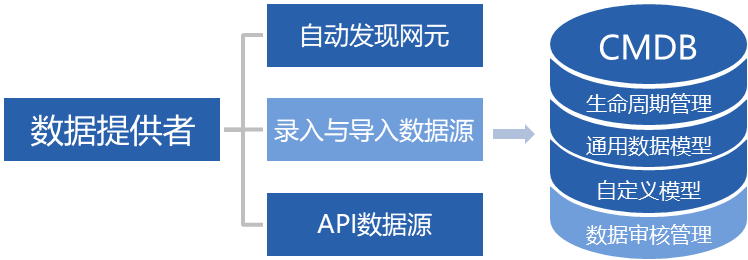 数据提供者
自动发现网元
录入与导入数据源
API数据源
CMDB
生命周期管理
通用数据模型
自定义模型
数据审核管理